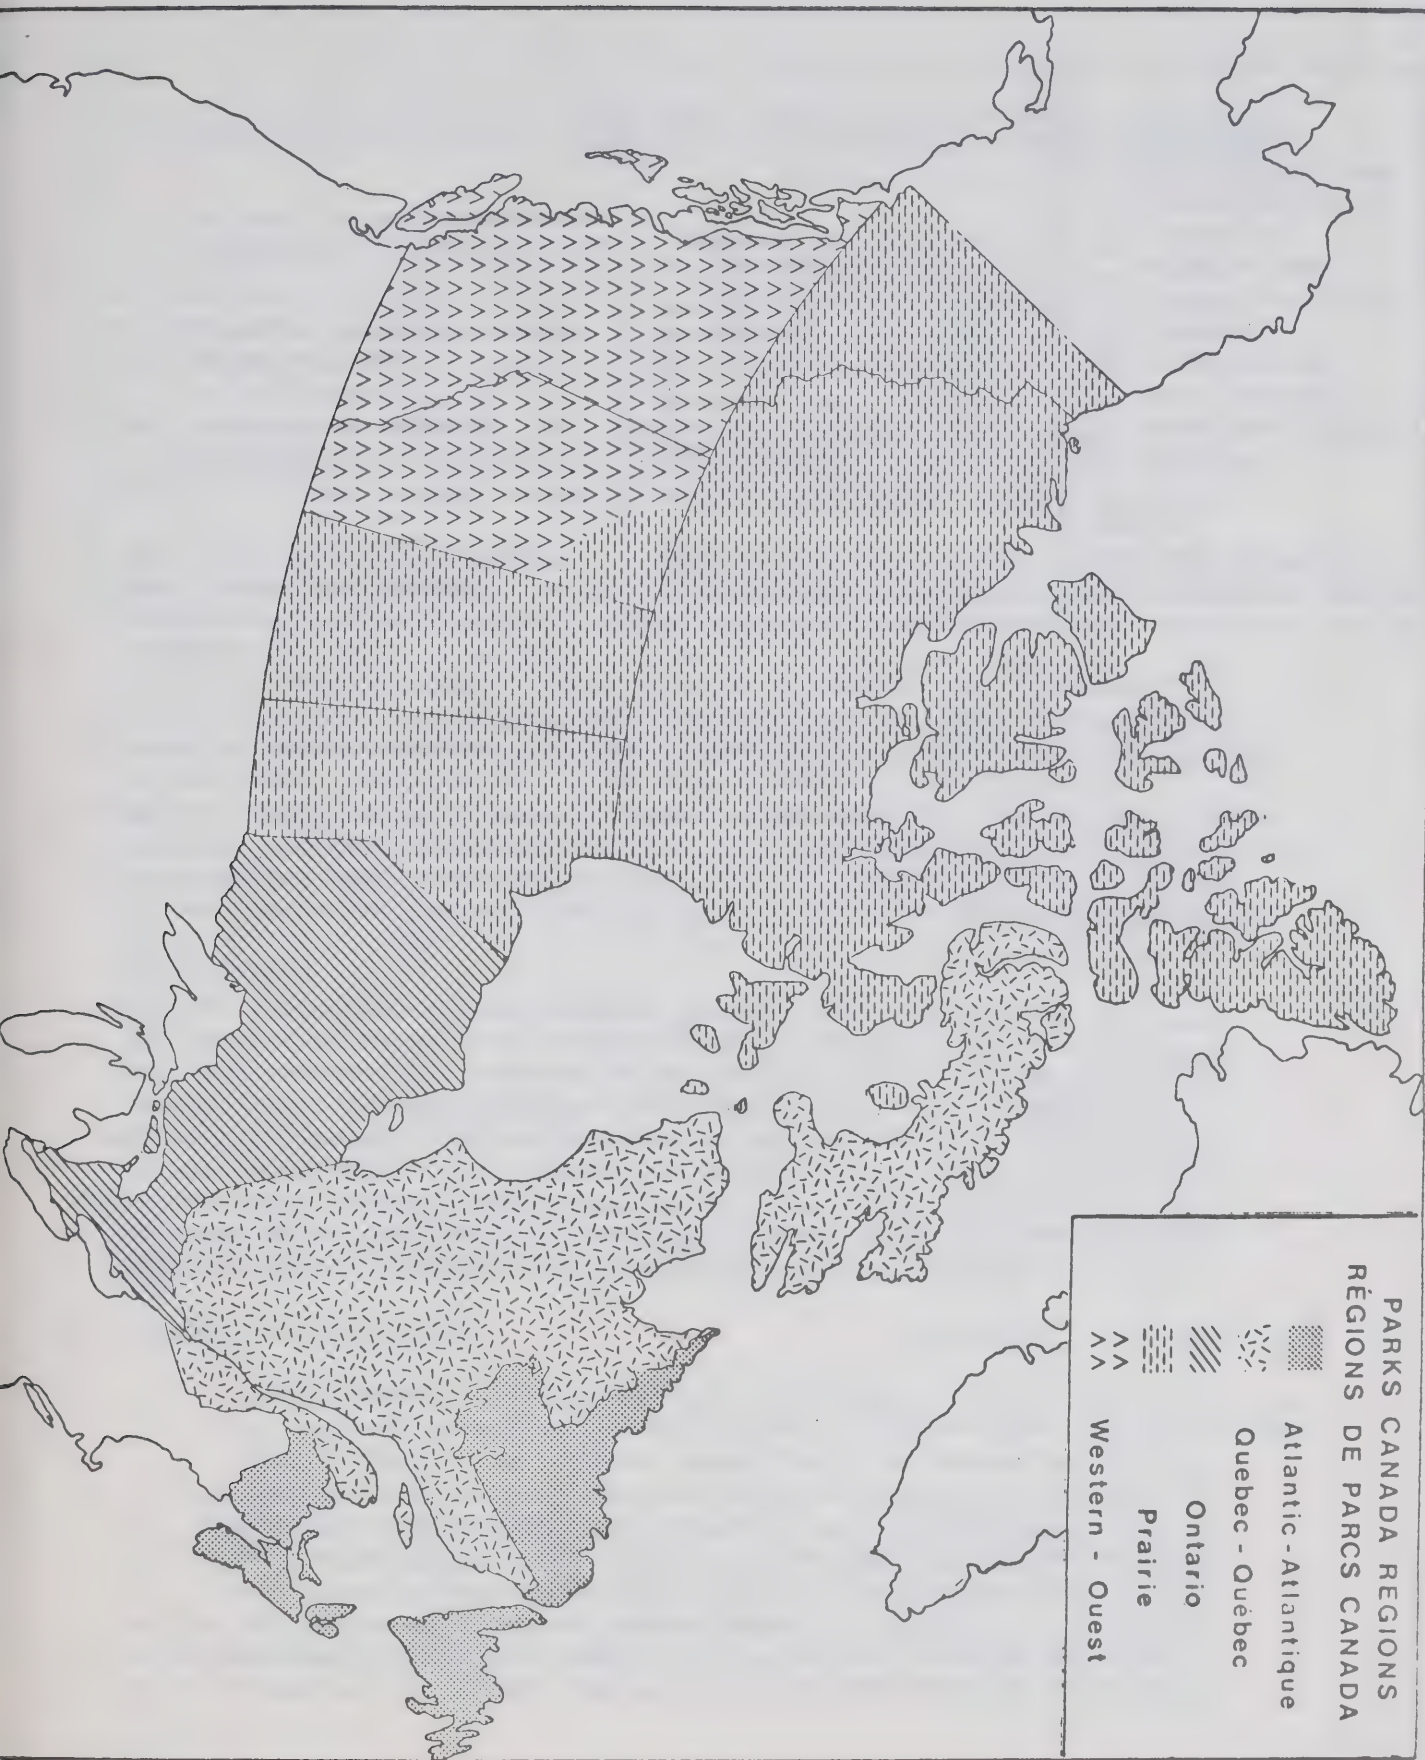 PARKS CANADA REGIONS
RÉGIONS DE PARCS CANADA
Atlantic - Atlantique
Quebec - Québec
Ontario
Prairie
Western - Ouest